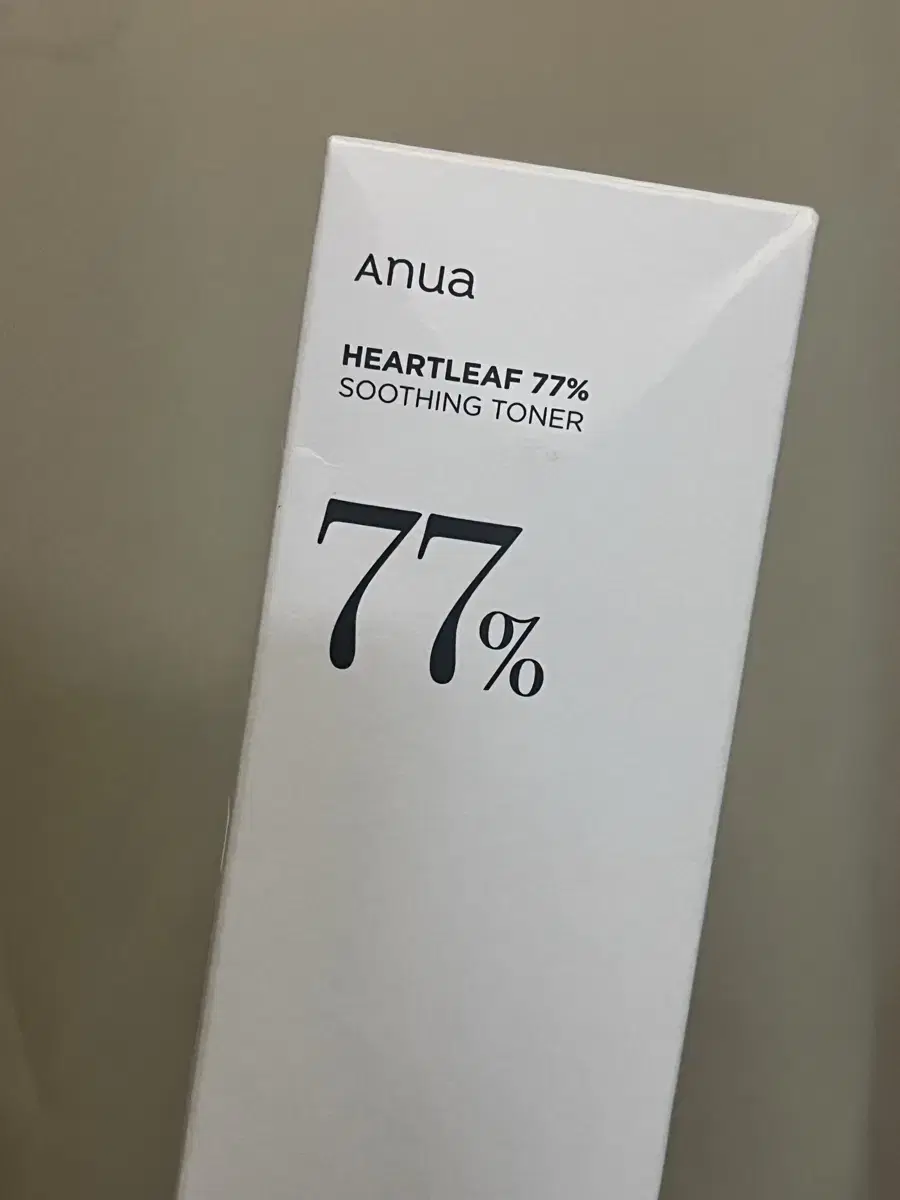 Anua
HEARTLEAF 77%
SOOTHING TONER
77%